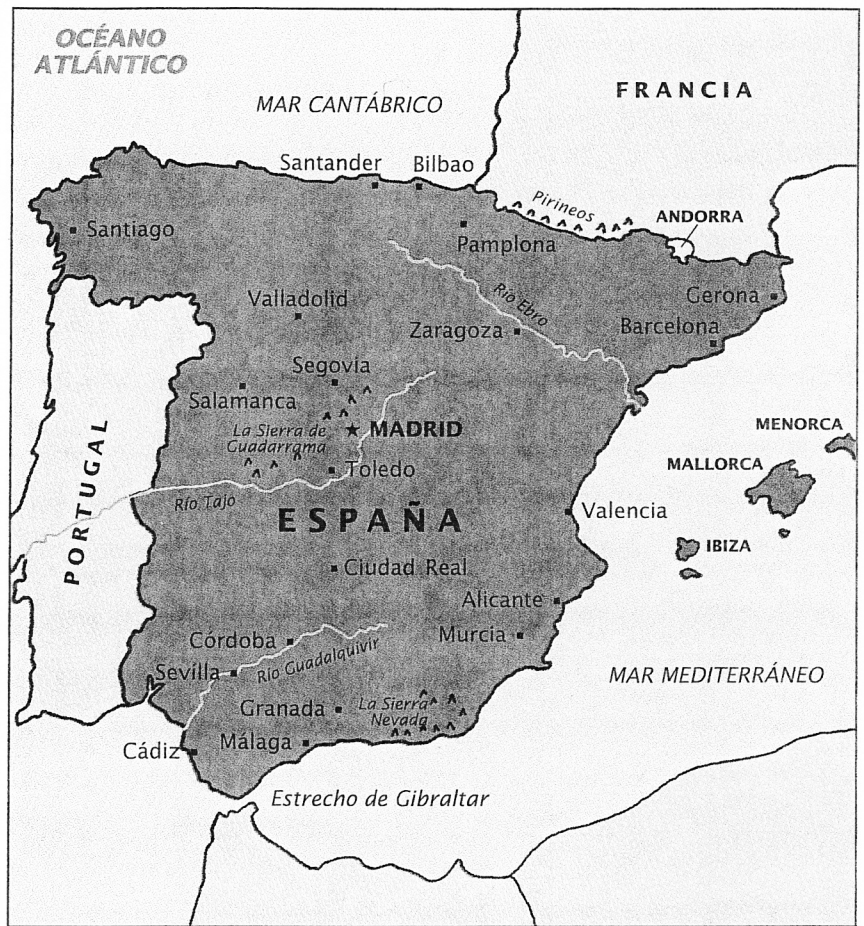 OCÉANO
ATLÁNTICO
MAR CANTÁBRICO
FRANCIA
Santander
Bilbao
Pirineos
ANDORRA
Santiago
Pamplona
Valladolid
Río Ebro
Gerona
Zaragoza
Barcelona
Segovia
Salamanca
La Sierra de
Guadarrama
MADRID
MENORCA
MALLORCA
Toledo
Río Tajo
PORTUGAL
ESPAÑA
Valencia
IBIZA
Ciudad Real
Alicante
Córdoba
Murcia
Sevilla
Río Guadalquivir
MAR MEDITERRÁNEO
Granada
La Sierra
Nevada
Cádiz
Málaga
Estrecho de Gibraltar